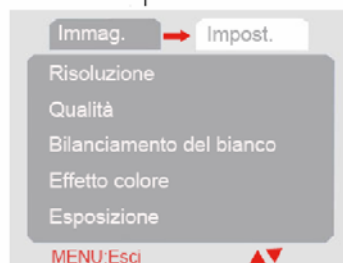 Immag. Impost.
Risoluzione
Qualità
Bilanciamento del bianco
Effetto colore
Esposizione
MENU:Esci